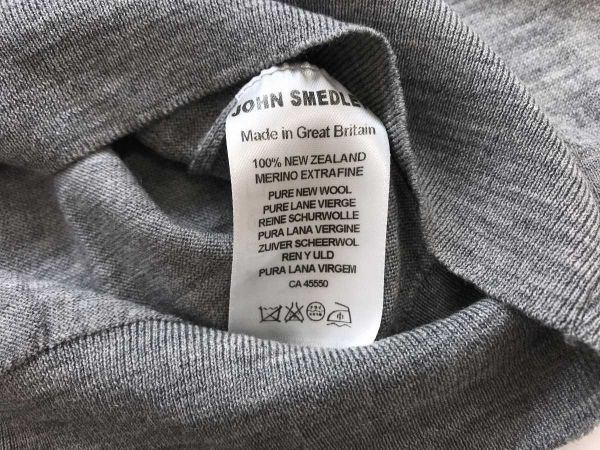 JOHN SMEDLE
Made in Great Britain
100% NEW ZEALAND
MERINO EXTRAFINE
PURE NEW WOOL
PURE LANE VIERGE
REINE SCHURWOLLE
PURA LANA VERGINE
ZUIVER SCHEERWOL
REN Y ULD
PURA LANA VIRGEM
CA 45550